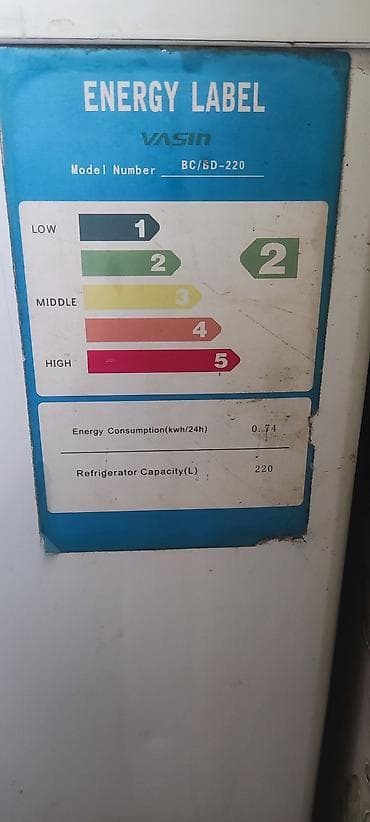 ENERGY LABEL
VASIN
Model Number BC/BD-220
LOW 1
2 2
MIDDLE 3
4
HIGH 5
Energy Consumption(kwh/24h) 0.74
Refrigerator Capacity(L) 220